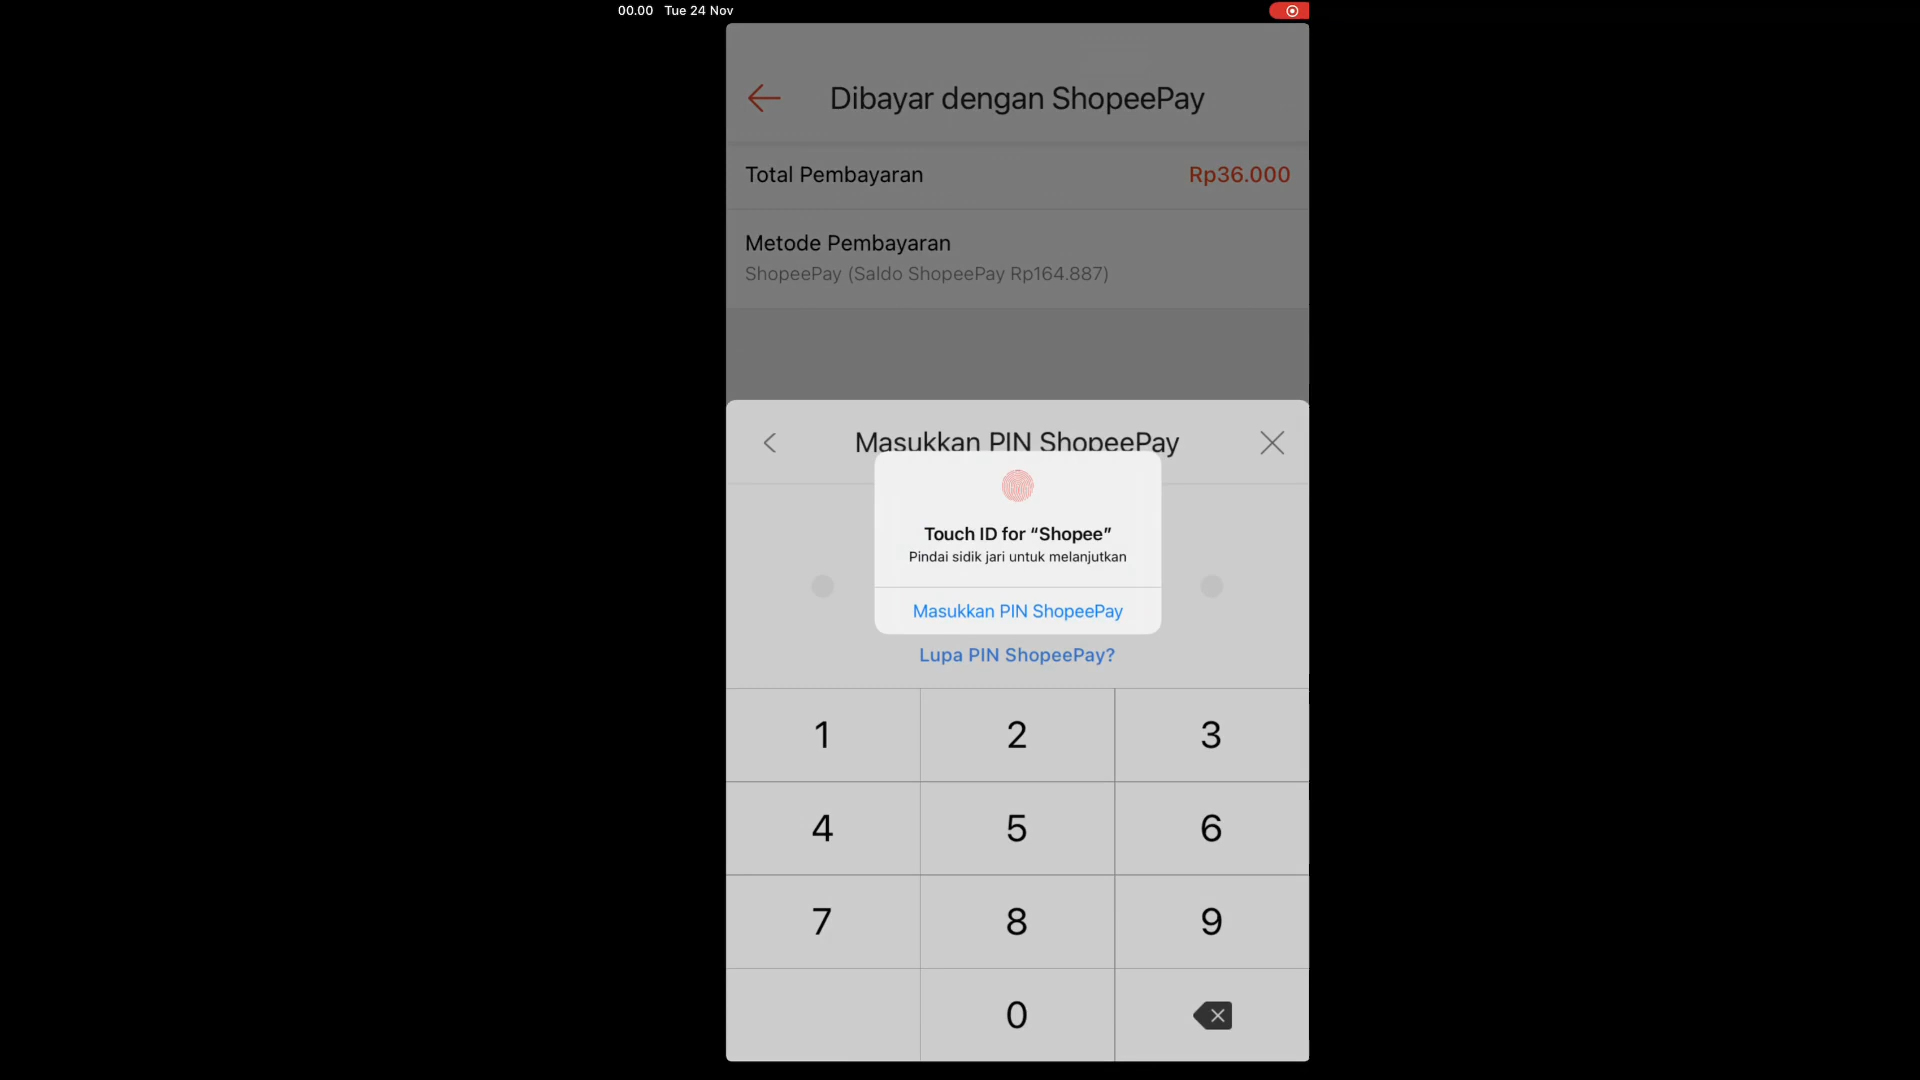 00.00 Tue 24 Nov
Dibayar dengan ShopeePay
Total Pembayaran Rp36.000
Metode Pembayaran
ShopeePay (Saldo ShopeePay Rp164.887)
Masukkan PIN ShopeePay
Touch ID for “Shopee”
Pindai sidik jari untuk melanjutkan
Masukkan PIN ShopeePay
Lupa PIN ShopeePay?
1 2 3
4 5 6
7 8 9
0